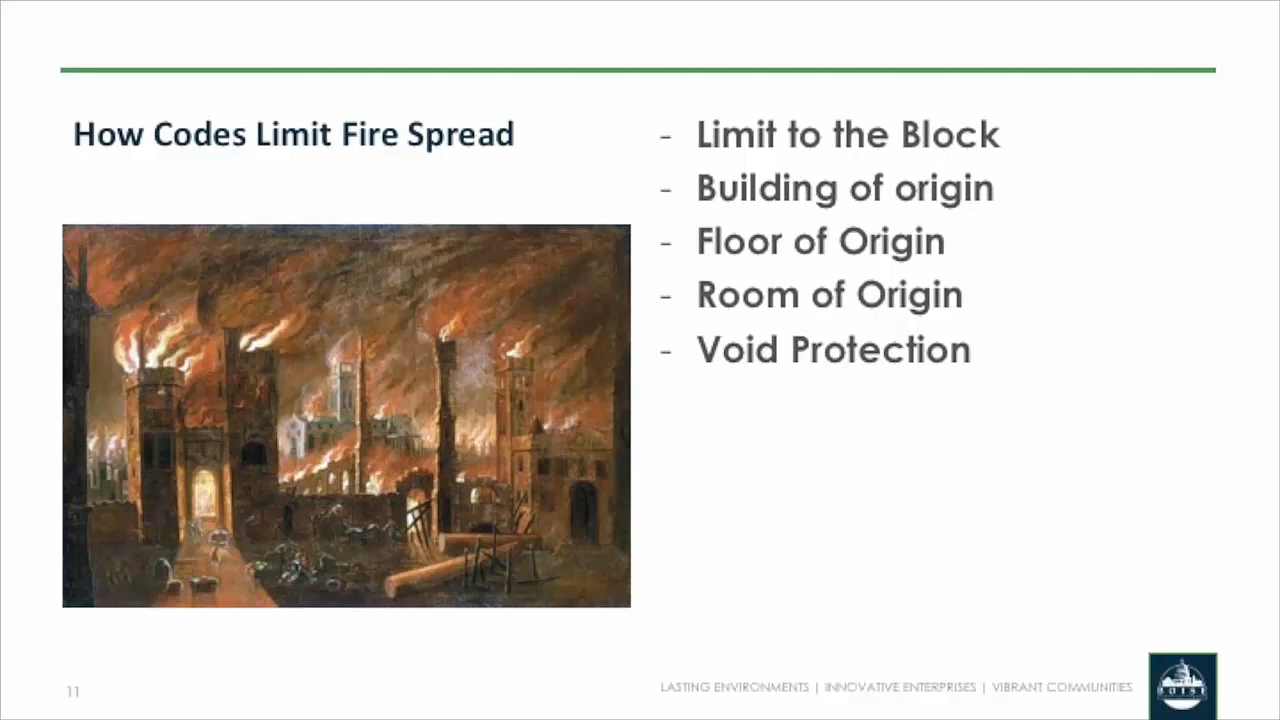 How Codes Limit Fire Spread
- Limit to the Block
- Building of origin
- Floor of Origin
- Room of Origin
- Void Protection
11
LASTING ENVIRONMENTS | INNOVATIVE ENTERPRISES | VIBRANT COMMUNITIES
BOISE